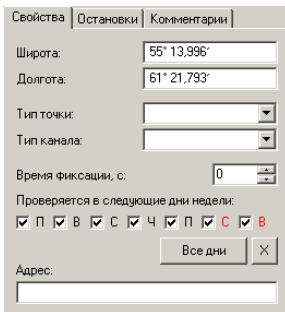 Свойства Остановки Комментарии
Широта: 55° 13,996′
Долгота: 61° 21,793′
Тип точки:
Тип канала:
Время фиксации, с: 0
Проверяется в следующие дни недели:
П В С Ч П С В
Все дни X
Адрес: